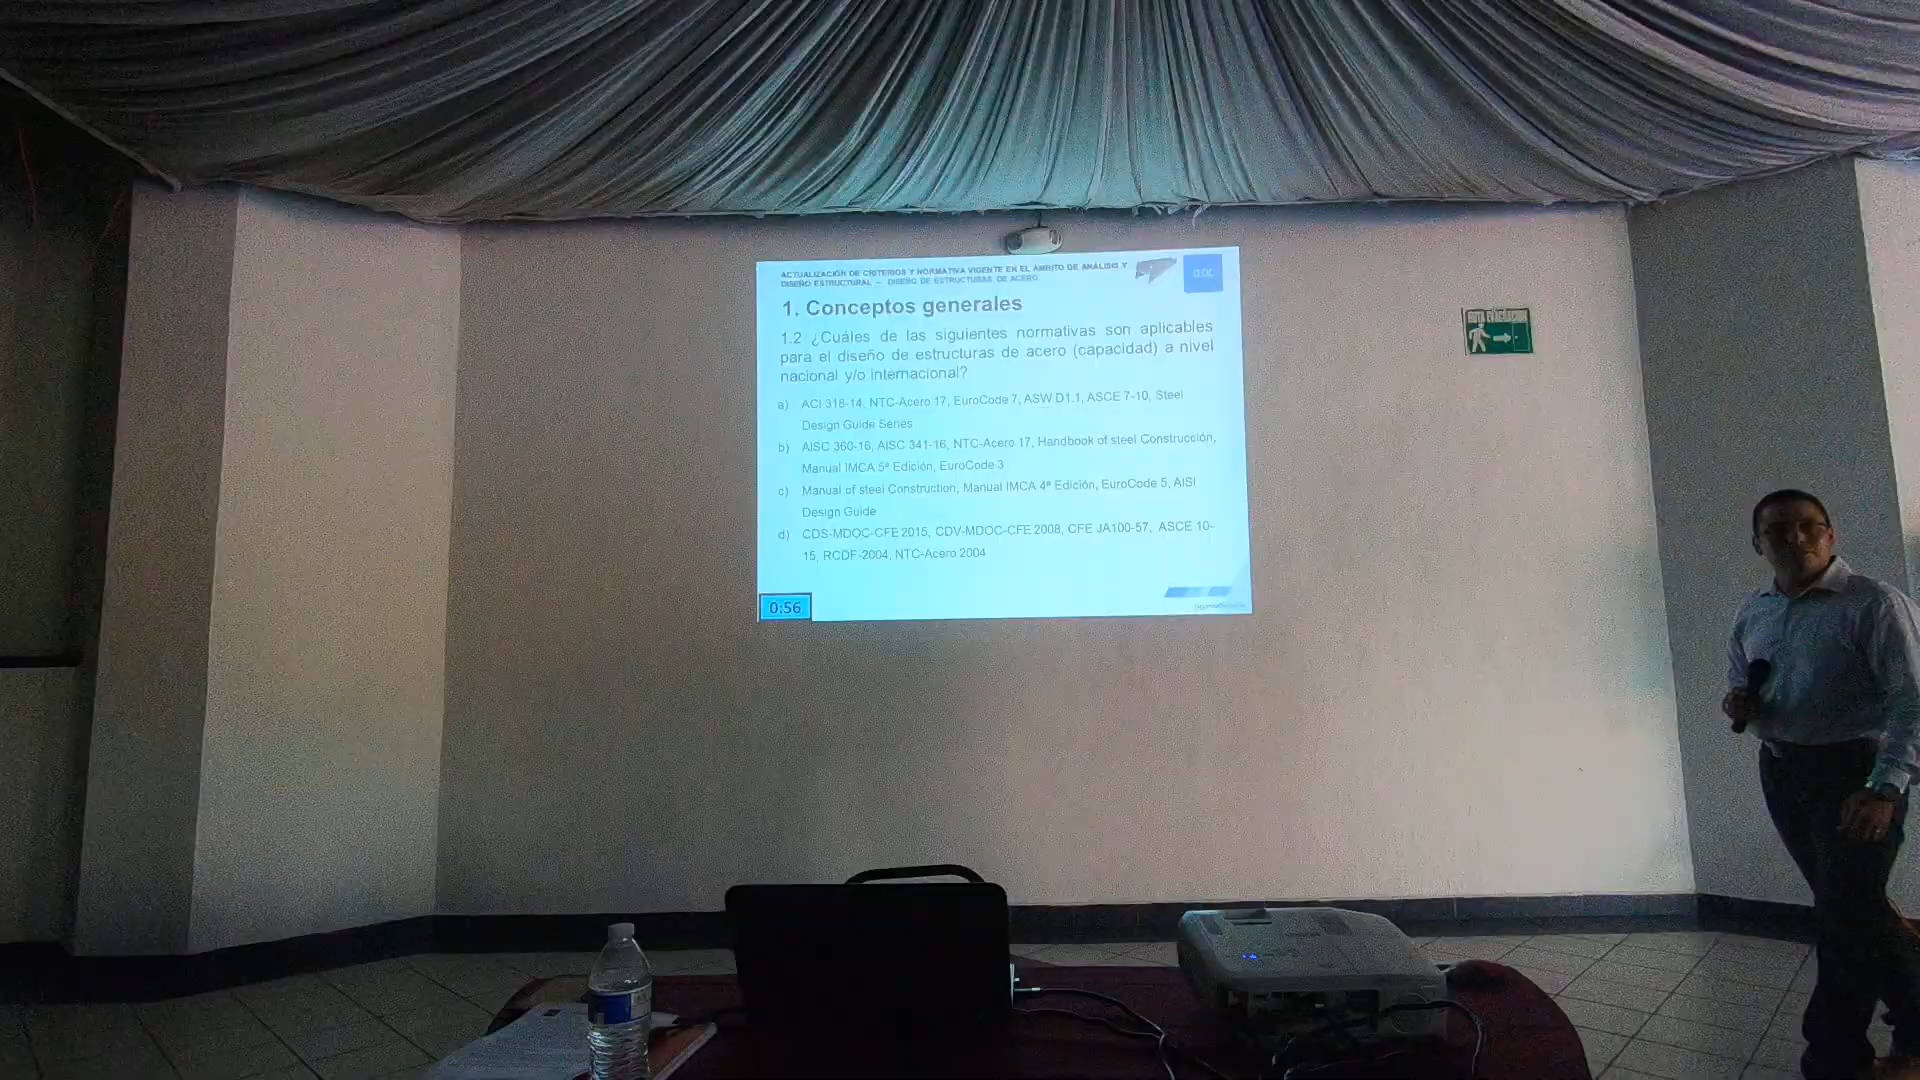 ACTUALIZACIÓN DE CRITERIOS Y NORMATIVA VIGENTE EN EL ÁMBITO DE ANÁLISIS Y
DISEÑO ESTRUCTURAL – DISEÑO DE ESTRUCTURAS DE ACERO
1. Conceptos generales
1.2 ¿Cuáles de las siguientes normativas son aplicables
para el diseño de estructuras de acero (capacidad) a nivel
nacional y/o internacional?
a) ACI 318-14, NTC-Acero 17, EuroCode 7, ASW D1.1, ASCE 7-10, Steel
Design Guide Series
b) AISC 360-16, AISC 341-16, NTC-Acero 17, Handbook of steel Construcción,
Manual IMCA 5ª Edición, EuroCode 3
c) Manual of steel Construction, Manual IMCA 4ª Edición, EuroCode 5, AISI
Design Guide
d) CDS-MDOC-CFE 2015, CDV-MDOC-CFE 2008, CFE JA100-57, ASCE 10-
15, RCDF-2004, NTC-Acero 2004
0:56